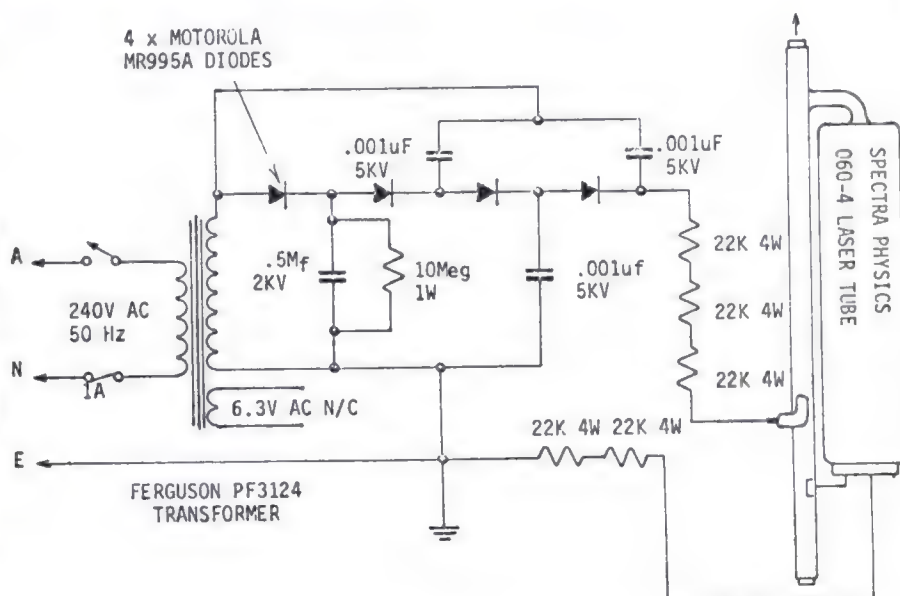 4 x MOTOROLA
MR995A DIODES
.001uF
5KV
.001uF
5KV
.5Mf
2KV
10Meg
1W
.001uf
5KV
22K 4W
22K 4W
22K 4W
SPECTRA PHYSICS
060-4 LASER TUBE
A
240V AC
50 Hz
N
1A
6.3V AC N/C
22K 4W 22K 4W
E
FERGUSON PF3124
TRANSFORMER